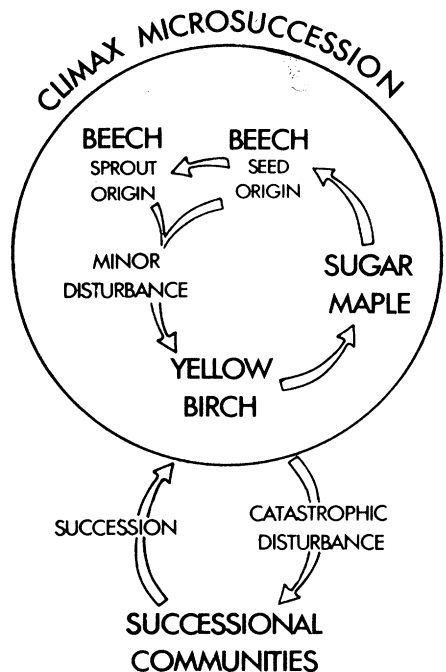 CLIMAX MICROSUCCESSION
BEECH
SPROUT
ORIGIN
BEECH
SEED
ORIGIN
MINOR
DISTURBANCE
SUGAR
MAPLE
YELLOW
BIRCH
SUCCESSION
CATASTROPHIC
DISTURBANCE
SUCCESSIONAL
COMMUNITIES